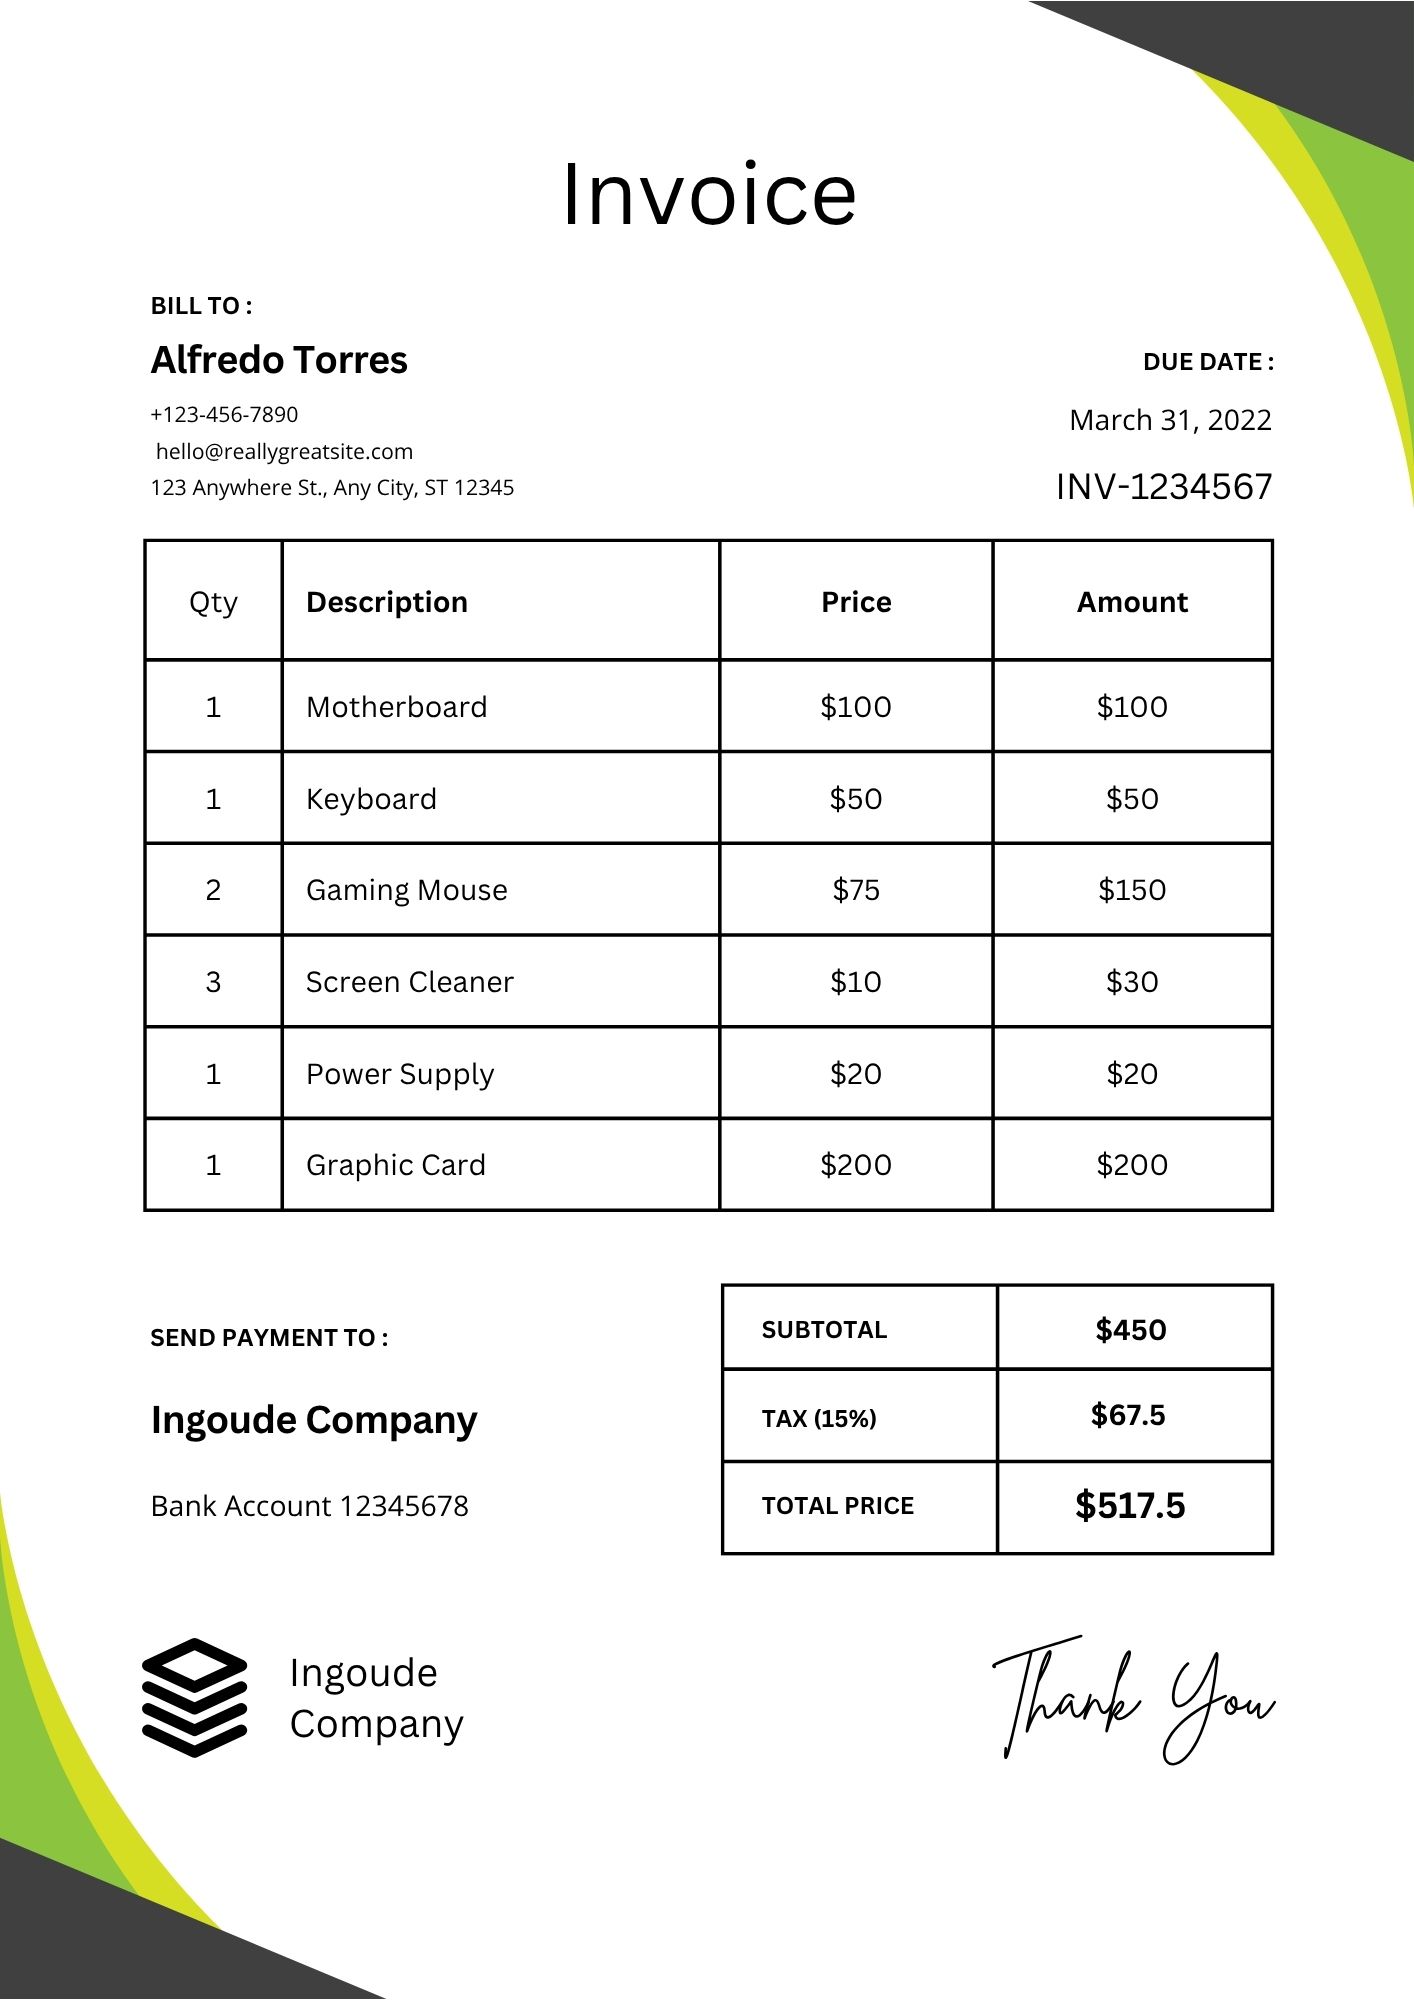 Invoice
BILL TO :
Alfredo Torres
+123-456-7890
hello@reallygreatsite.com
123 Anywhere St., Any City, ST 12345
DUE DATE :
March 31, 2022
INV-1234567
Qty Description Price Amount
1 Motherboard $100 $100
1 Keyboard $50 $50
2 Gaming Mouse $75 $150
3 Screen Cleaner $10 $30
1 Power Supply $20 $20
1 Graphic Card $200 $200
SEND PAYMENT TO :
Ingoude Company
Bank Account 12345678
SUBTOTAL $450
TAX (15%) $67.5
TOTAL PRICE $517.5
Ingoude
Company
Thank You